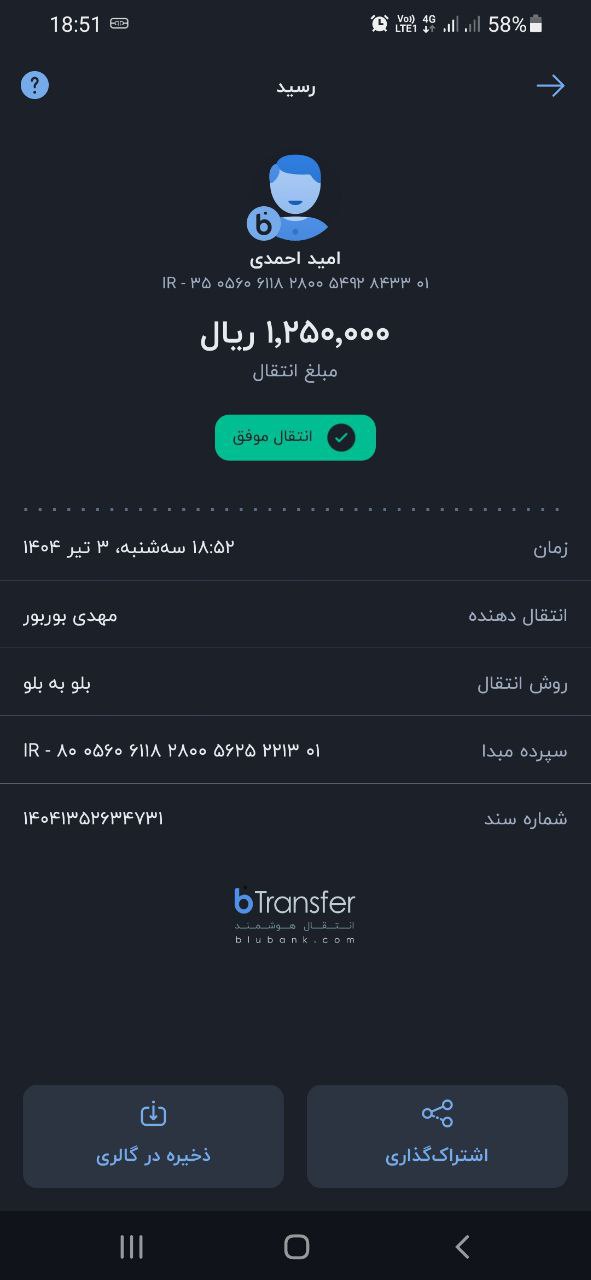 18:51 Vo) LTE1 4G 58%
رسید
?
b
امید احمدی
IR - ۳۵ ۰۵۶۰ ۶۱۱۸ ۲۸۰۰ ۵۴۹۲ ۸۴۳۳ ۰۱
۱,۲۵۰,۰۰۰ ریال
مبلغ انتقال
انتقال موفق
زمان ۱۸:۵۲ سه‌شنبه، ۳ تیر ۱۴۰۴
انتقال دهنده مهدی بوربور
روش انتقال بلو به بلو
سپرده مبدا IR - ۸۰ ۰۵۶۰ ۶۱۱۸ ۲۸۰۰ ۵۶۲۵ ۲۲۱۳ ۰۱
شماره سند ۱۴۰۴۱۳۵۲۶۳۴۷۳۱
bTransfer
انــتــقــال هــوشــمــنــد
blubank.com
اشتراک‌گذاری ذخیره در گالری